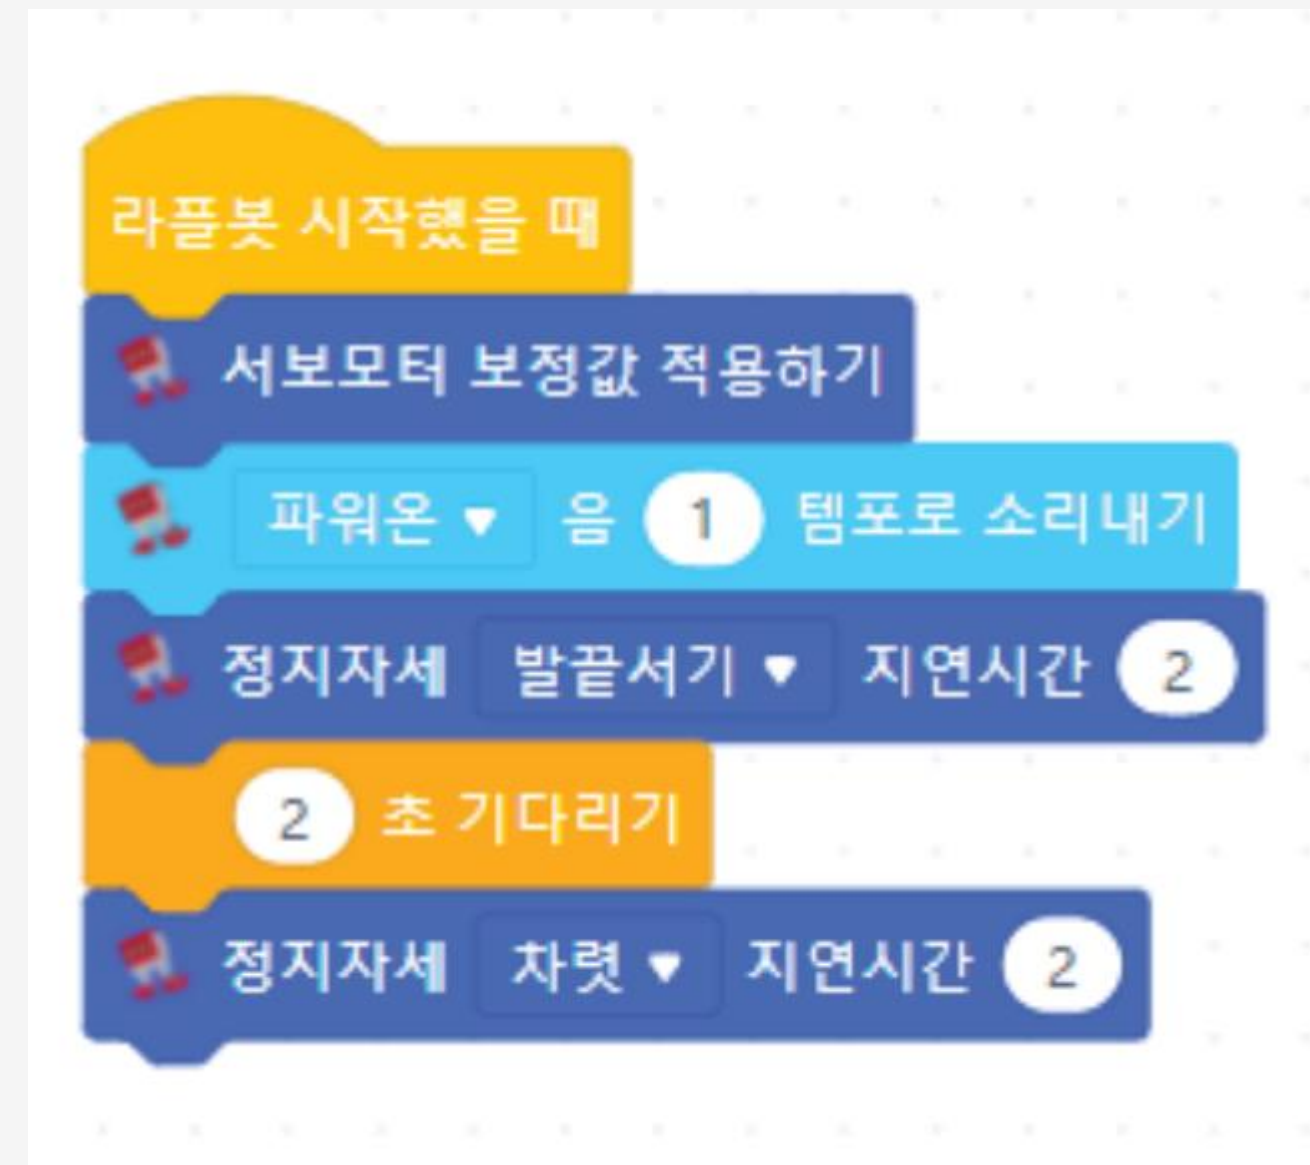 라플봇 시작했을 때
서보모터 보정값 적용하기
파워온 ▼ 음 1 템포로 소리내기
정지자세 발끝서기 ▼ 지연시간 2
2 초 기다리기
정지자세 차렷 ▼ 지연시간 2